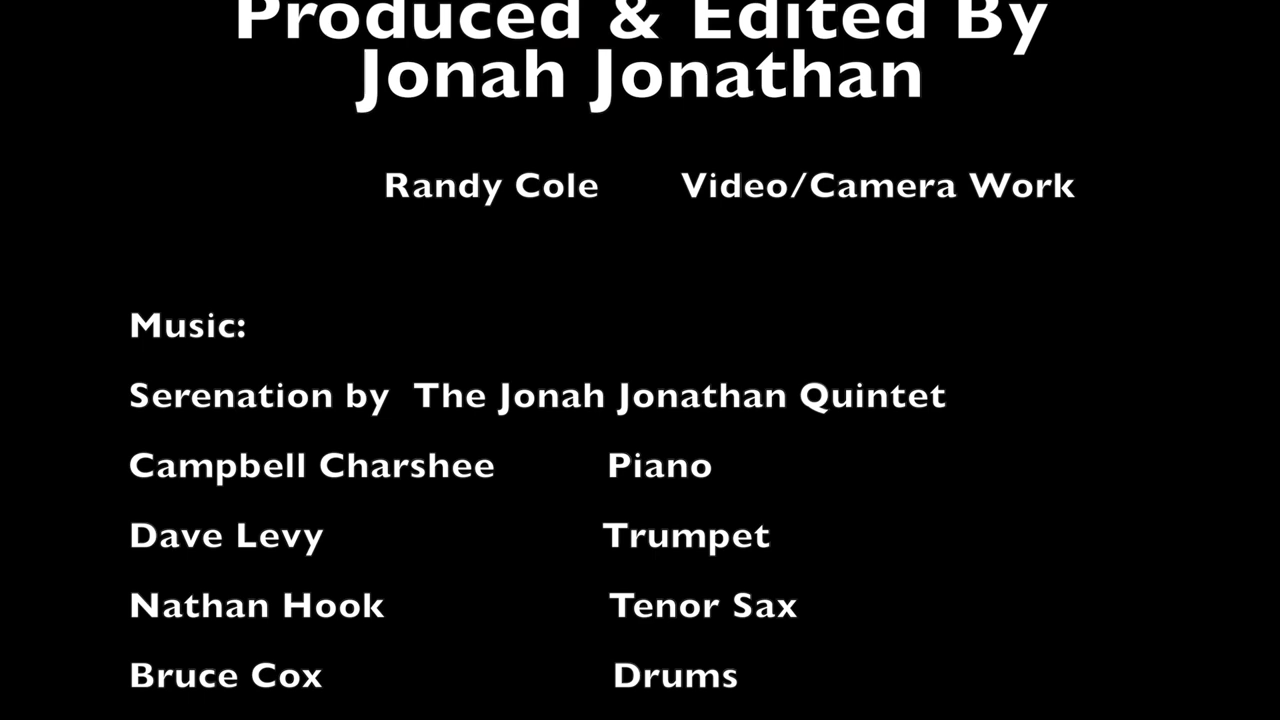 Produced & Edited By
Jonah Jonathan
Randy Cole Video/Camera Work
Music:
Serenation by The Jonah Jonathan Quintet
Campbell Charshee Piano
Dave Levy Trumpet
Nathan Hook Tenor Sax
Bruce Cox Drums